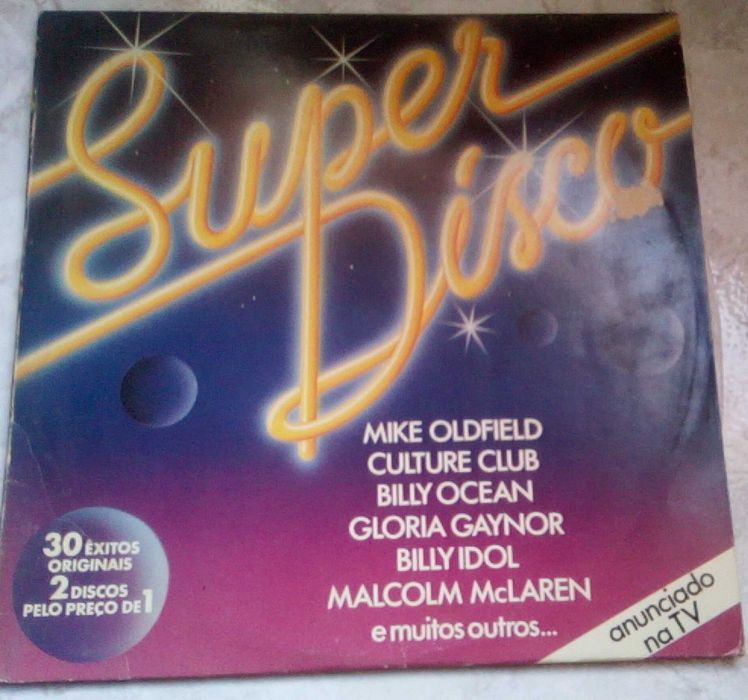 Super
Disco
MIKE OLDFIELD
CULTURE CLUB
BILLY OCEAN
GLORIA GAYNOR
BILLY IDOL
MALCOLM McLAREN
e muitos outros...
30 ÊXITOS
ORIGINAIS
2 DISCOS
PELO PREÇO DE 1
anunciado
na TV